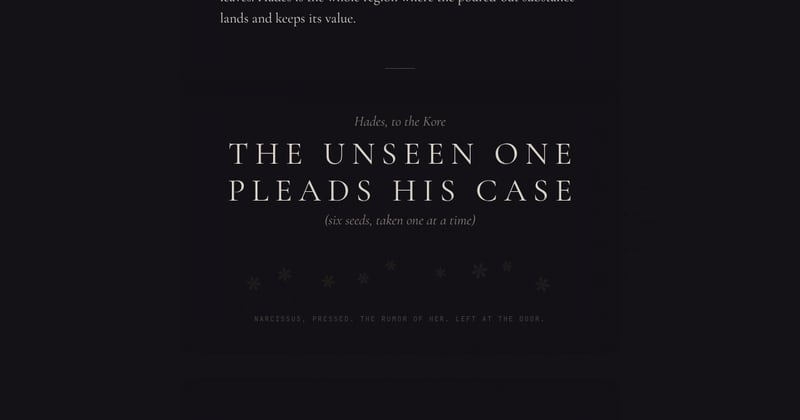 lands and keeps its value.
Hades, to the Kore
THE UNSEEN ONE
PLEADS HIS CASE
(six seeds, taken one at a time)
NARCISSUS, PRESSED. THE RUMOR OF HER. LEFT AT THE DOOR.